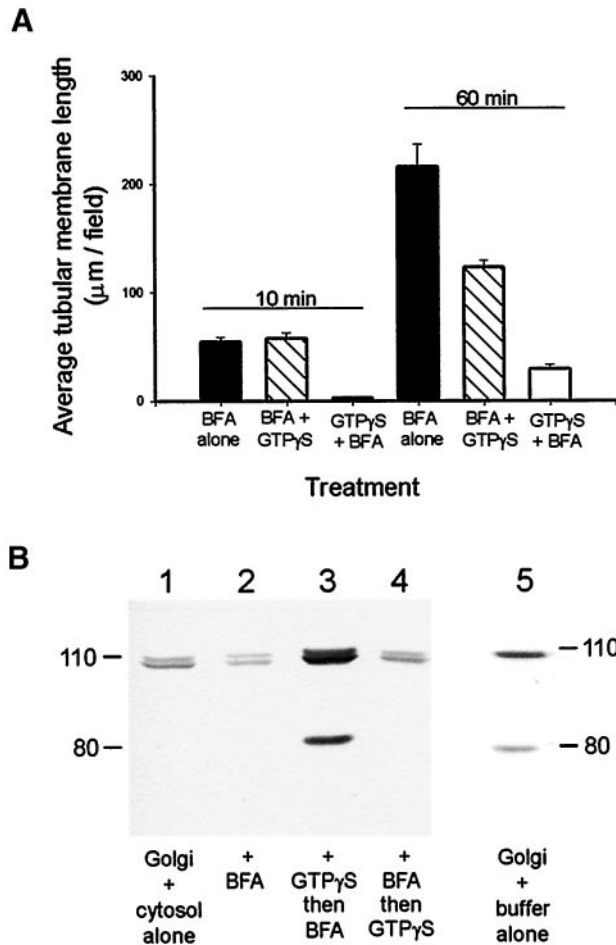 A
Average tubular membrane length
(μm / field)
300
200
100
0
10 min
60 min
BFA
alone
BFA +
GTPγS
GTPγS
+ BFA
BFA
alone
BFA +
GTPγS
GTPγS
+ BFA
Treatment
B
1 2 3 4 5
110
80
110
80
Golgi
+
cytosol
alone
+
BFA
+
GTPγS
then
BFA
+
BFA
then
GTPγS
Golgi
+
buffer
alone